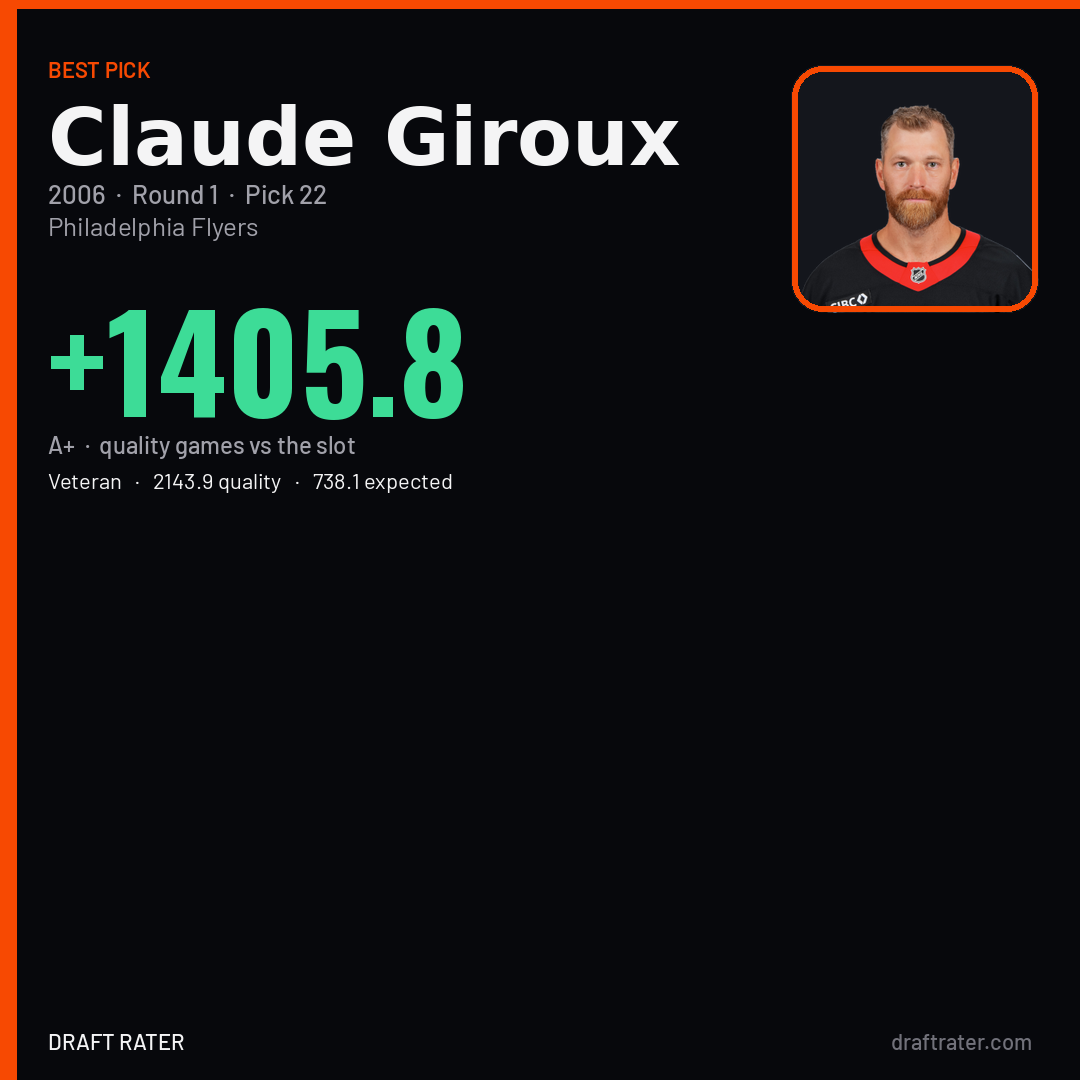 BEST PICK
Claude Giroux
2006 · Round 1 · Pick 22
Philadelphia Flyers
+1405.8
A+ · quality games vs the slot
Veteran · 2143.9 quality · 738.1 expected
DRAFT RATER
draftrater.com